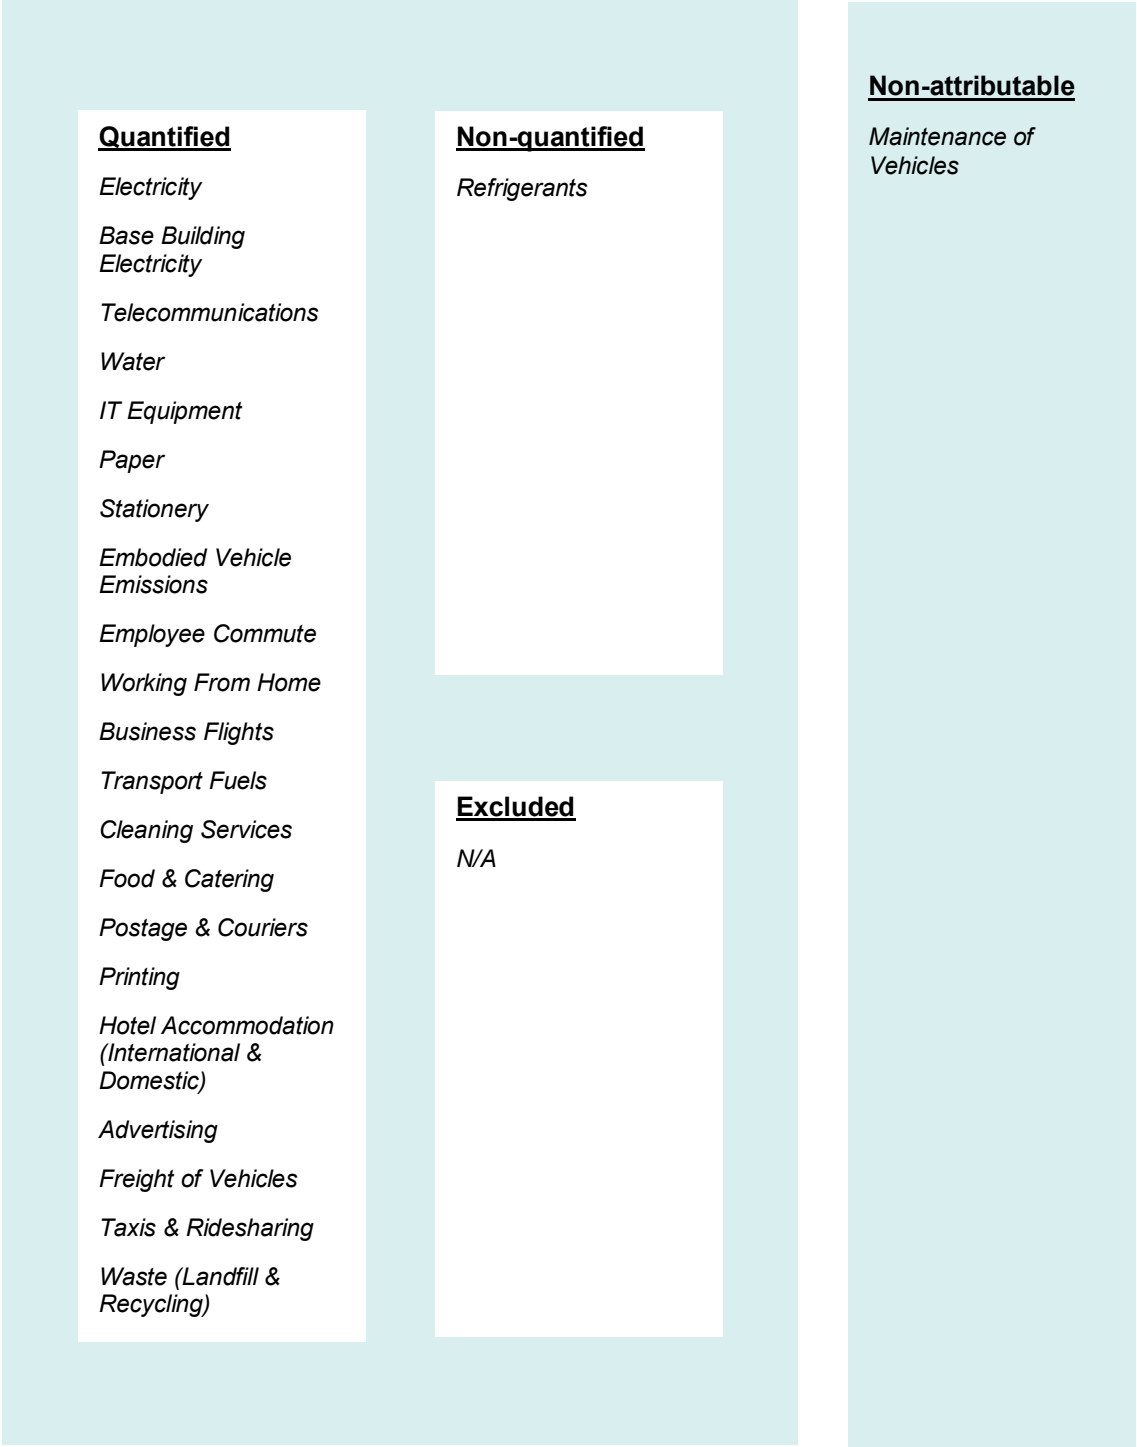 Quantified
Electricity
Base Building
Electricity
Telecommunications
Water
IT Equipment
Paper
Stationery
Embodied Vehicle
Emissions
Employee Commute
Working From Home
Business Flights
Transport Fuels
Cleaning Services
Food & Catering
Postage & Couriers
Printing
Hotel Accommodation
(International &
Domestic)
Advertising
Freight of Vehicles
Taxis & Ridesharing
Waste (Landfill &
Recycling)
Non-quantified
Refrigerants
Excluded
N/A
Non-attributable
Maintenance of
Vehicles